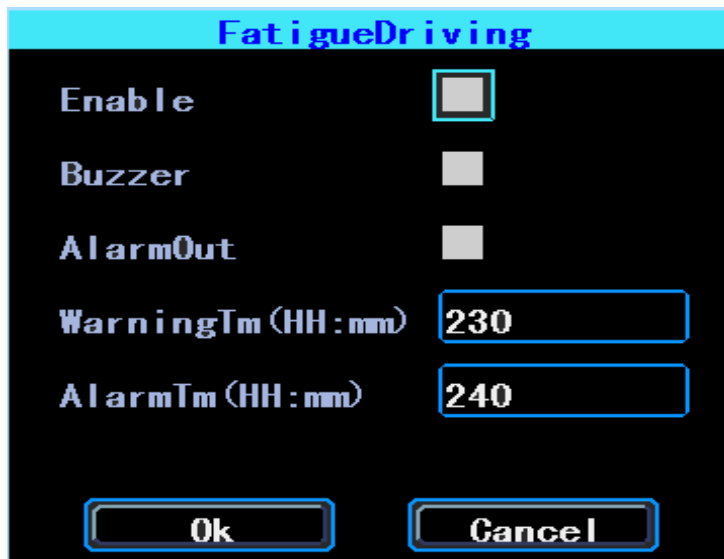 FatigueDriving
Enable
Buzzer
AlarmOut
WarningTm(HH:mm) 230
AlarmTm(HH:mm) 240
Ok Cancel